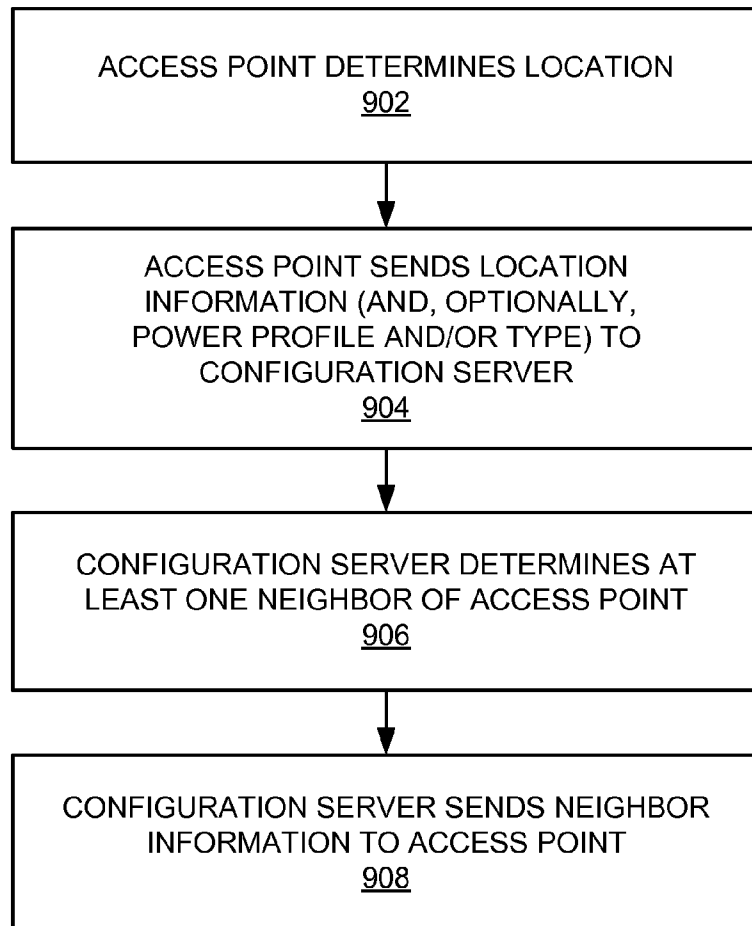 ACCESS POINT DETERMINES LOCATION
902
ACCESS POINT SENDS LOCATION
INFORMATION (AND, OPTIONALLY,
POWER PROFILE AND/OR TYPE) TO
CONFIGURATION SERVER
904
CONFIGURATION SERVER DETERMINES AT
LEAST ONE NEIGHBOR OF ACCESS POINT
906
CONFIGURATION SERVER SENDS NEIGHBOR
INFORMATION TO ACCESS POINT
908